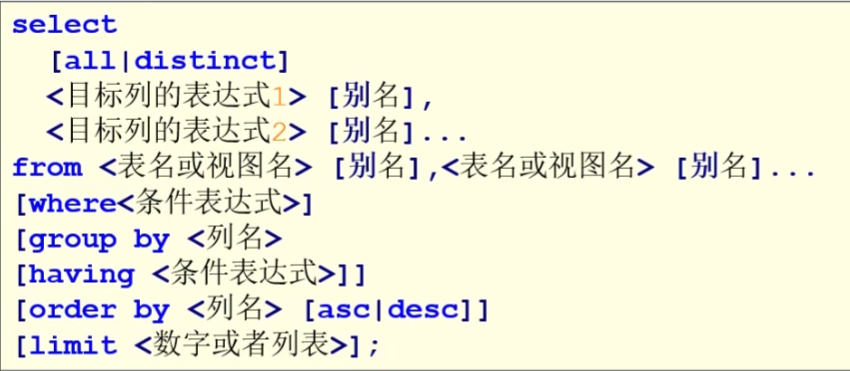 select
[all|distinct]
<目标列的表达式1> [别名],
<目标列的表达式2> [别名]...
from <表名或视图名> [别名],<表名或视图名> [别名]...
[where<条件表达式>]
[group by <列名>
[having <条件表达式>]]
[order by <列名> [asc|desc]]
[limit <数字或者列表>];